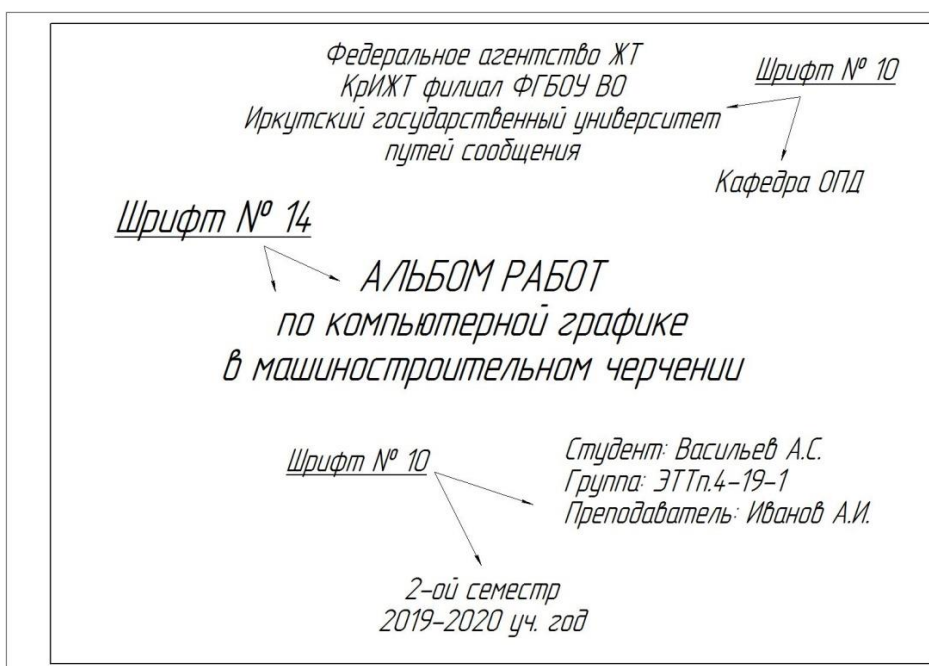 Федеральное агентство ЖТ
КрИЖТ филиал ФГБОУ ВО
Шрифт № 10
Иркутский государственный университет
путей сообщения
Кафедра ОПД
Шрифт № 14
АЛЬБОМ РАБОТ
по компьютерной графике
в машиностроительном черчении
Шрифт № 10
Студент: Васильев А.С.
Группа: ЭТТп.4-19-1
Преподаватель: Иванов А.И.
2-ой семестр
2019-2020 уч. год